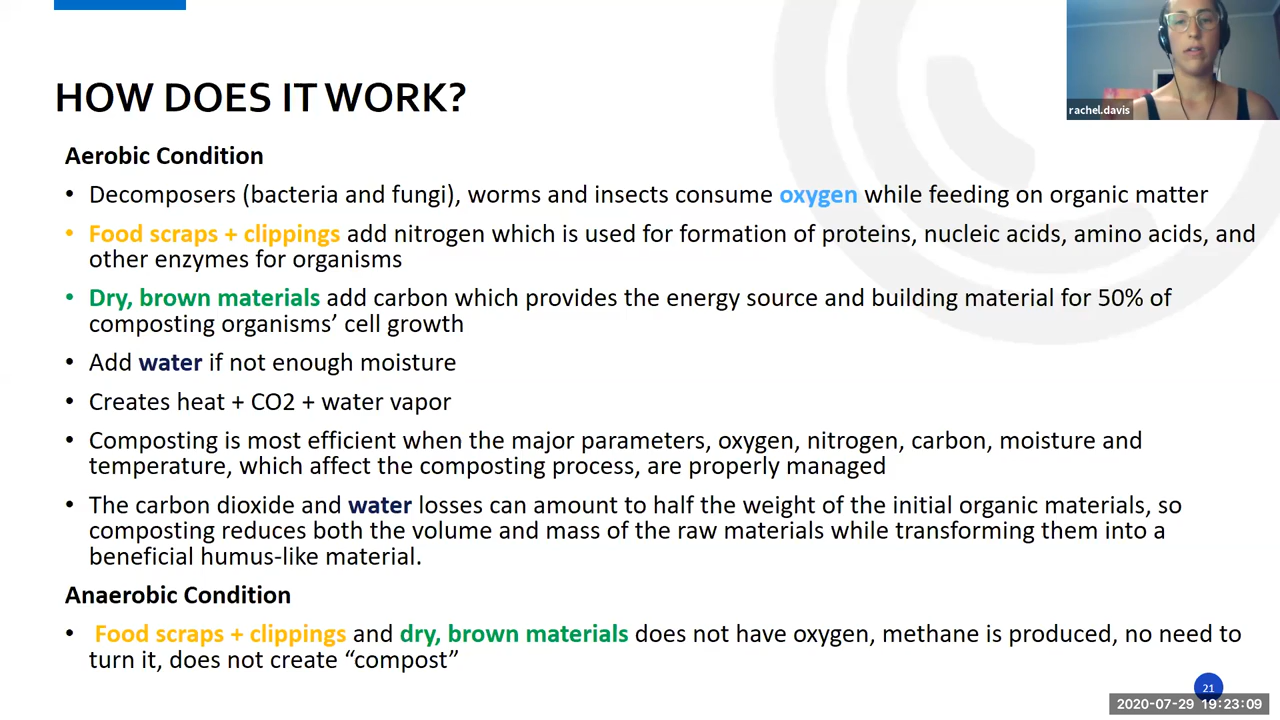 rachel.davis
HOW DOES IT WORK?
Aerobic Condition
• Decomposers (bacteria and fungi), worms and insects consume oxygen while feeding on organic matter
• Food scraps + clippings add nitrogen which is used for formation of proteins, nucleic acids, amino acids, and
other enzymes for organisms
• Dry, brown materials add carbon which provides the energy source and building material for 50% of
composting organisms’ cell growth
• Add water if not enough moisture
• Creates heat + CO2 + water vapor
• Composting is most efficient when the major parameters, oxygen, nitrogen, carbon, moisture and
temperature, which affect the composting process, are properly managed
• The carbon dioxide and water losses can amount to half the weight of the initial organic materials, so
composting reduces both the volume and mass of the raw materials while transforming them into a
beneficial humus-like material.
Anaerobic Condition
• Food scraps + clippings and dry, brown materials does not have oxygen, methane is produced, no need to
turn it, does not create “compost”
21
2020-07-29 19:23:09